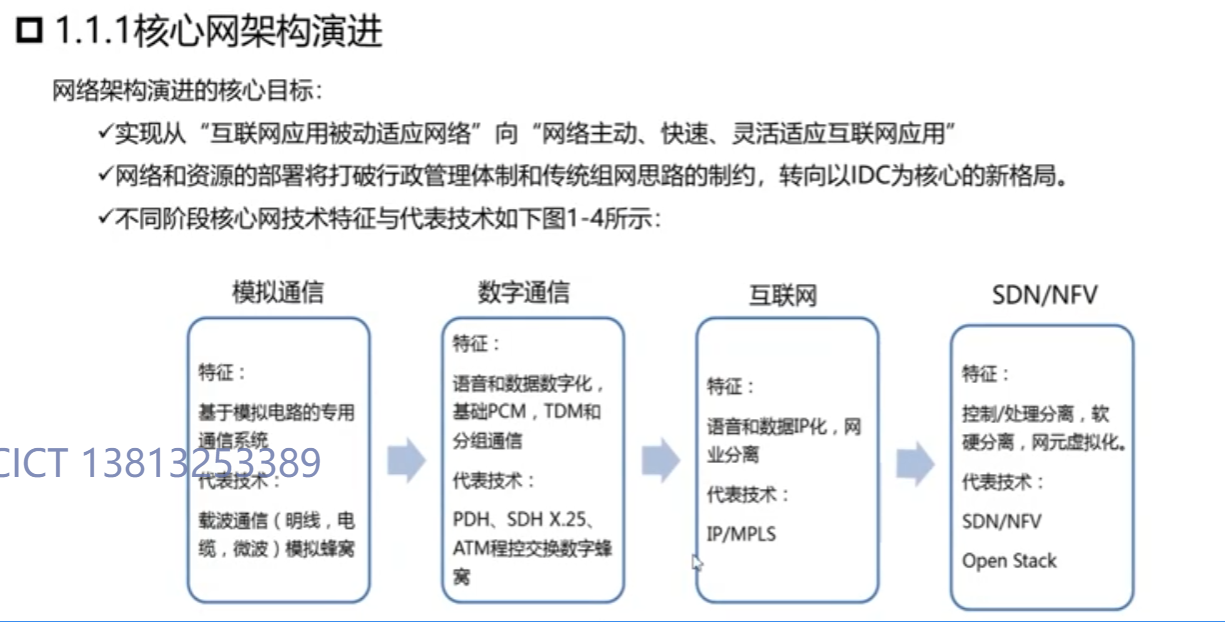 1.1.1核心网架构演进
网络架构演进的核心目标：
✓实现从“互联网应用被动适应网络”向“网络主动、快速、灵活适应互联网应用”
✓网络和资源的部署将打破行政管理体制和传统组网思路的制约，转向以IDC为核心的新格局。
✓不同阶段核心网技术特征与代表技术如下图1-4所示：
模拟通信
特征：
基于模拟电路的专用
通信系统
代表技术：
载波通信（明线，电
缆，微波）模拟蜂窝
数字通信
特征：
语音和数据数字化，
基础PCM，TDM和
分组通信
代表技术：
PDH、SDH X.25、
ATM程控交换数字蜂
窝
互联网
特征：
语音和数据IP化，网
业分离
代表技术：
IP/MPLS
SDN/NFV
特征：
控制/处理分离，软
硬分离，网元虚拟化。
代表技术：
SDN/NFV
Open Stack
CICT 13813253389